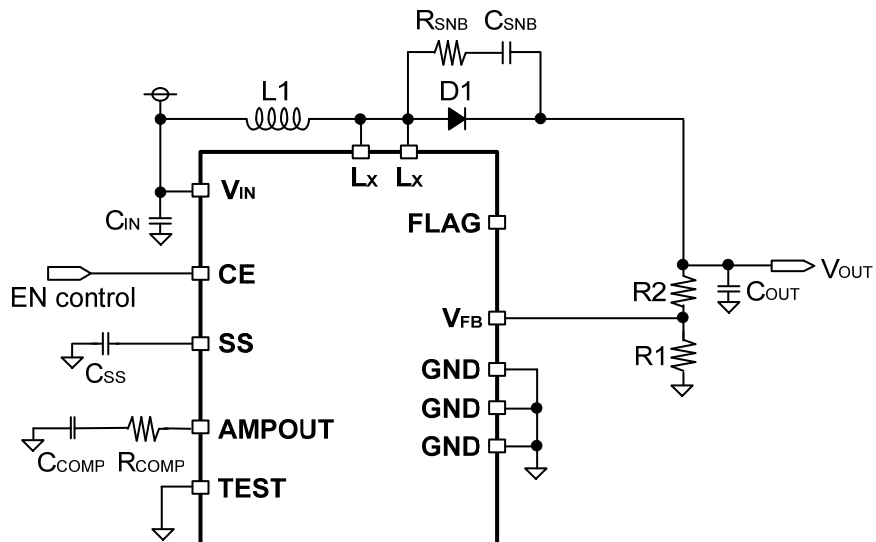 RSNB CSNB
L1 D1
LX LX
VIN
FLAG
CIN
CE
EN control
VOUT
R2 COUT
VFB
SS
R1
CSS
GND
GND
AMPOUT
GND
CCOMP RCOMP
TEST